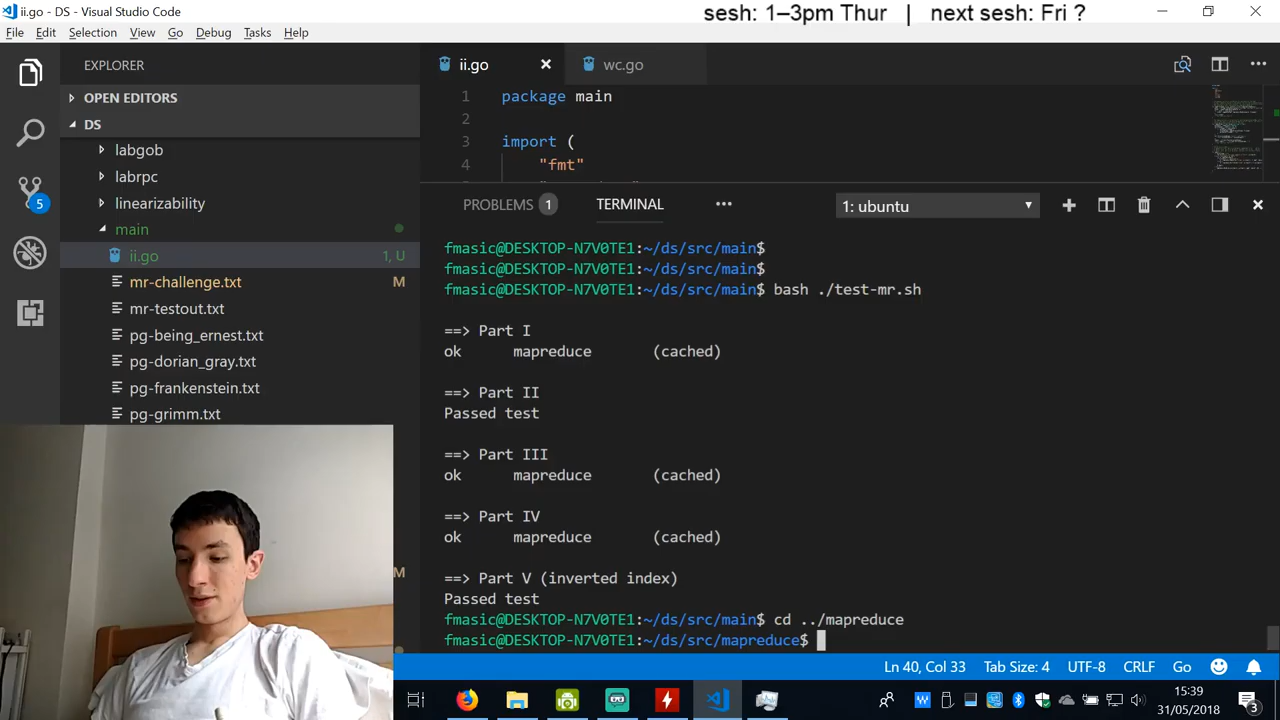 ii.go - DS - Visual Studio Code
sesh: 1–3pm Thur | next sesh: Fri ?
File Edit Selection View Go Debug Tasks Help
EXPLORER
ii.go
wc.go
OPEN EDITORS
DS
labgob
labrpc
linearizability
main
ii.go 1, U
mr-challenge.txt M
mr-testout.txt
pg-being_ernest.txt
pg-dorian_gray.txt
pg-frankenstein.txt
pg-grimm.txt
M
5
1 package main
2
3 import (
4 "fmt"
PROBLEMS 1 TERMINAL ••• 1: ubuntu
fmasic@DESKTOP-N7V0TE1:~/ds/src/main$
fmasic@DESKTOP-N7V0TE1:~/ds/src/main$
fmasic@DESKTOP-N7V0TE1:~/ds/src/main$ bash ./test-mr.sh
==> Part I
ok mapreduce (cached)
==> Part II
Passed test
==> Part III
ok mapreduce (cached)
==> Part IV
ok mapreduce (cached)
==> Part V (inverted index)
Passed test
fmasic@DESKTOP-N7V0TE1:~/ds/src/main$ cd ../mapreduce
fmasic@DESKTOP-N7V0TE1:~/ds/src/mapreduce$
Ln 40, Col 33 Tab Size: 4 UTF-8 CRLF Go
15:39
31/05/2018
3